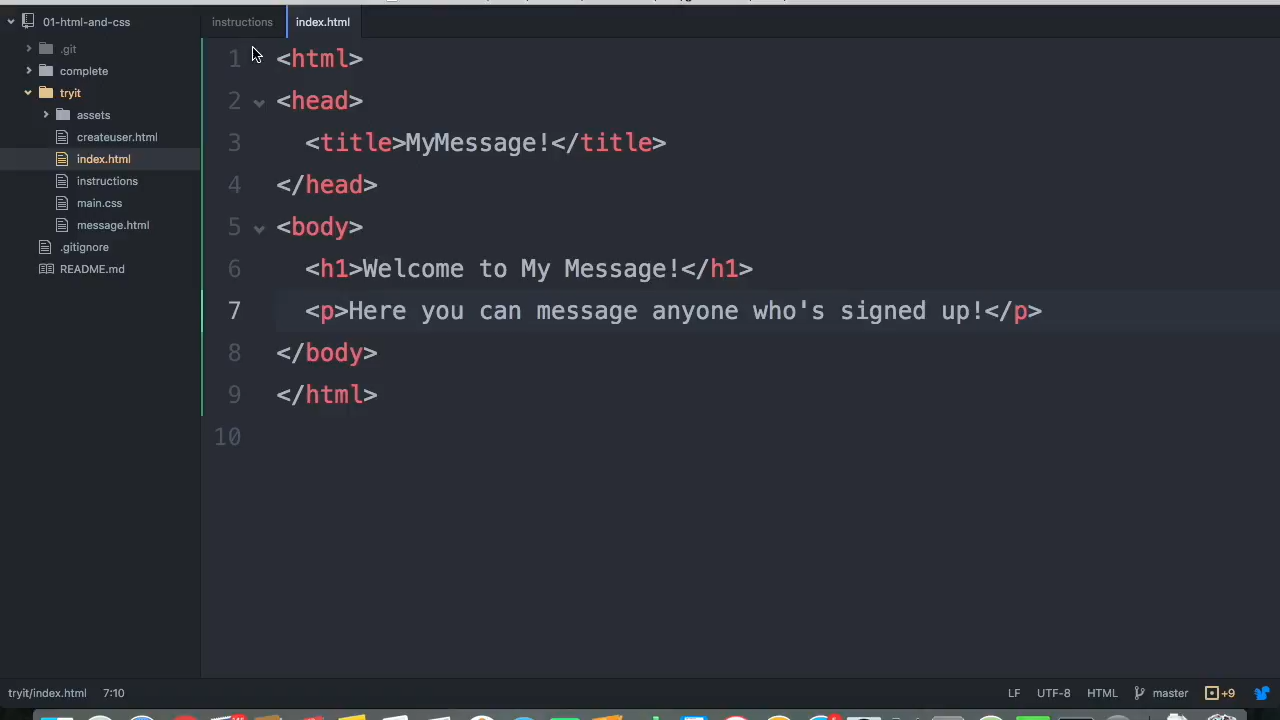 01-html-and-css
instructions
index.html
.git
complete
tryit
assets
createuser.html
index.html
instructions
main.css
message.html
.gitignore
README.md
1 <html>
2 <head>
3 <title>MyMessage!</title>
4 </head>
5 <body>
6 <h1>Welcome to My Message!</h1>
7 <p>Here you can message anyone who's signed up!</p>
8 </body>
9 </html>
10
tryit/index.html 7:10 LF UTF-8 HTML master +9